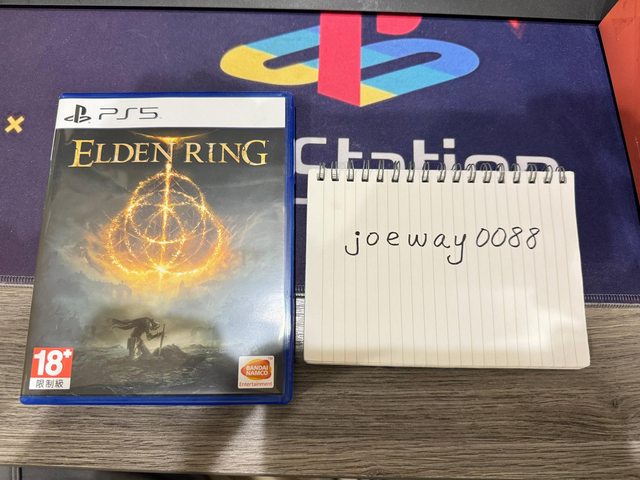 PS5
ELDEN RING
18+
限制級
BANDAI
NAMCO
Entertainment
Station
joeway0088